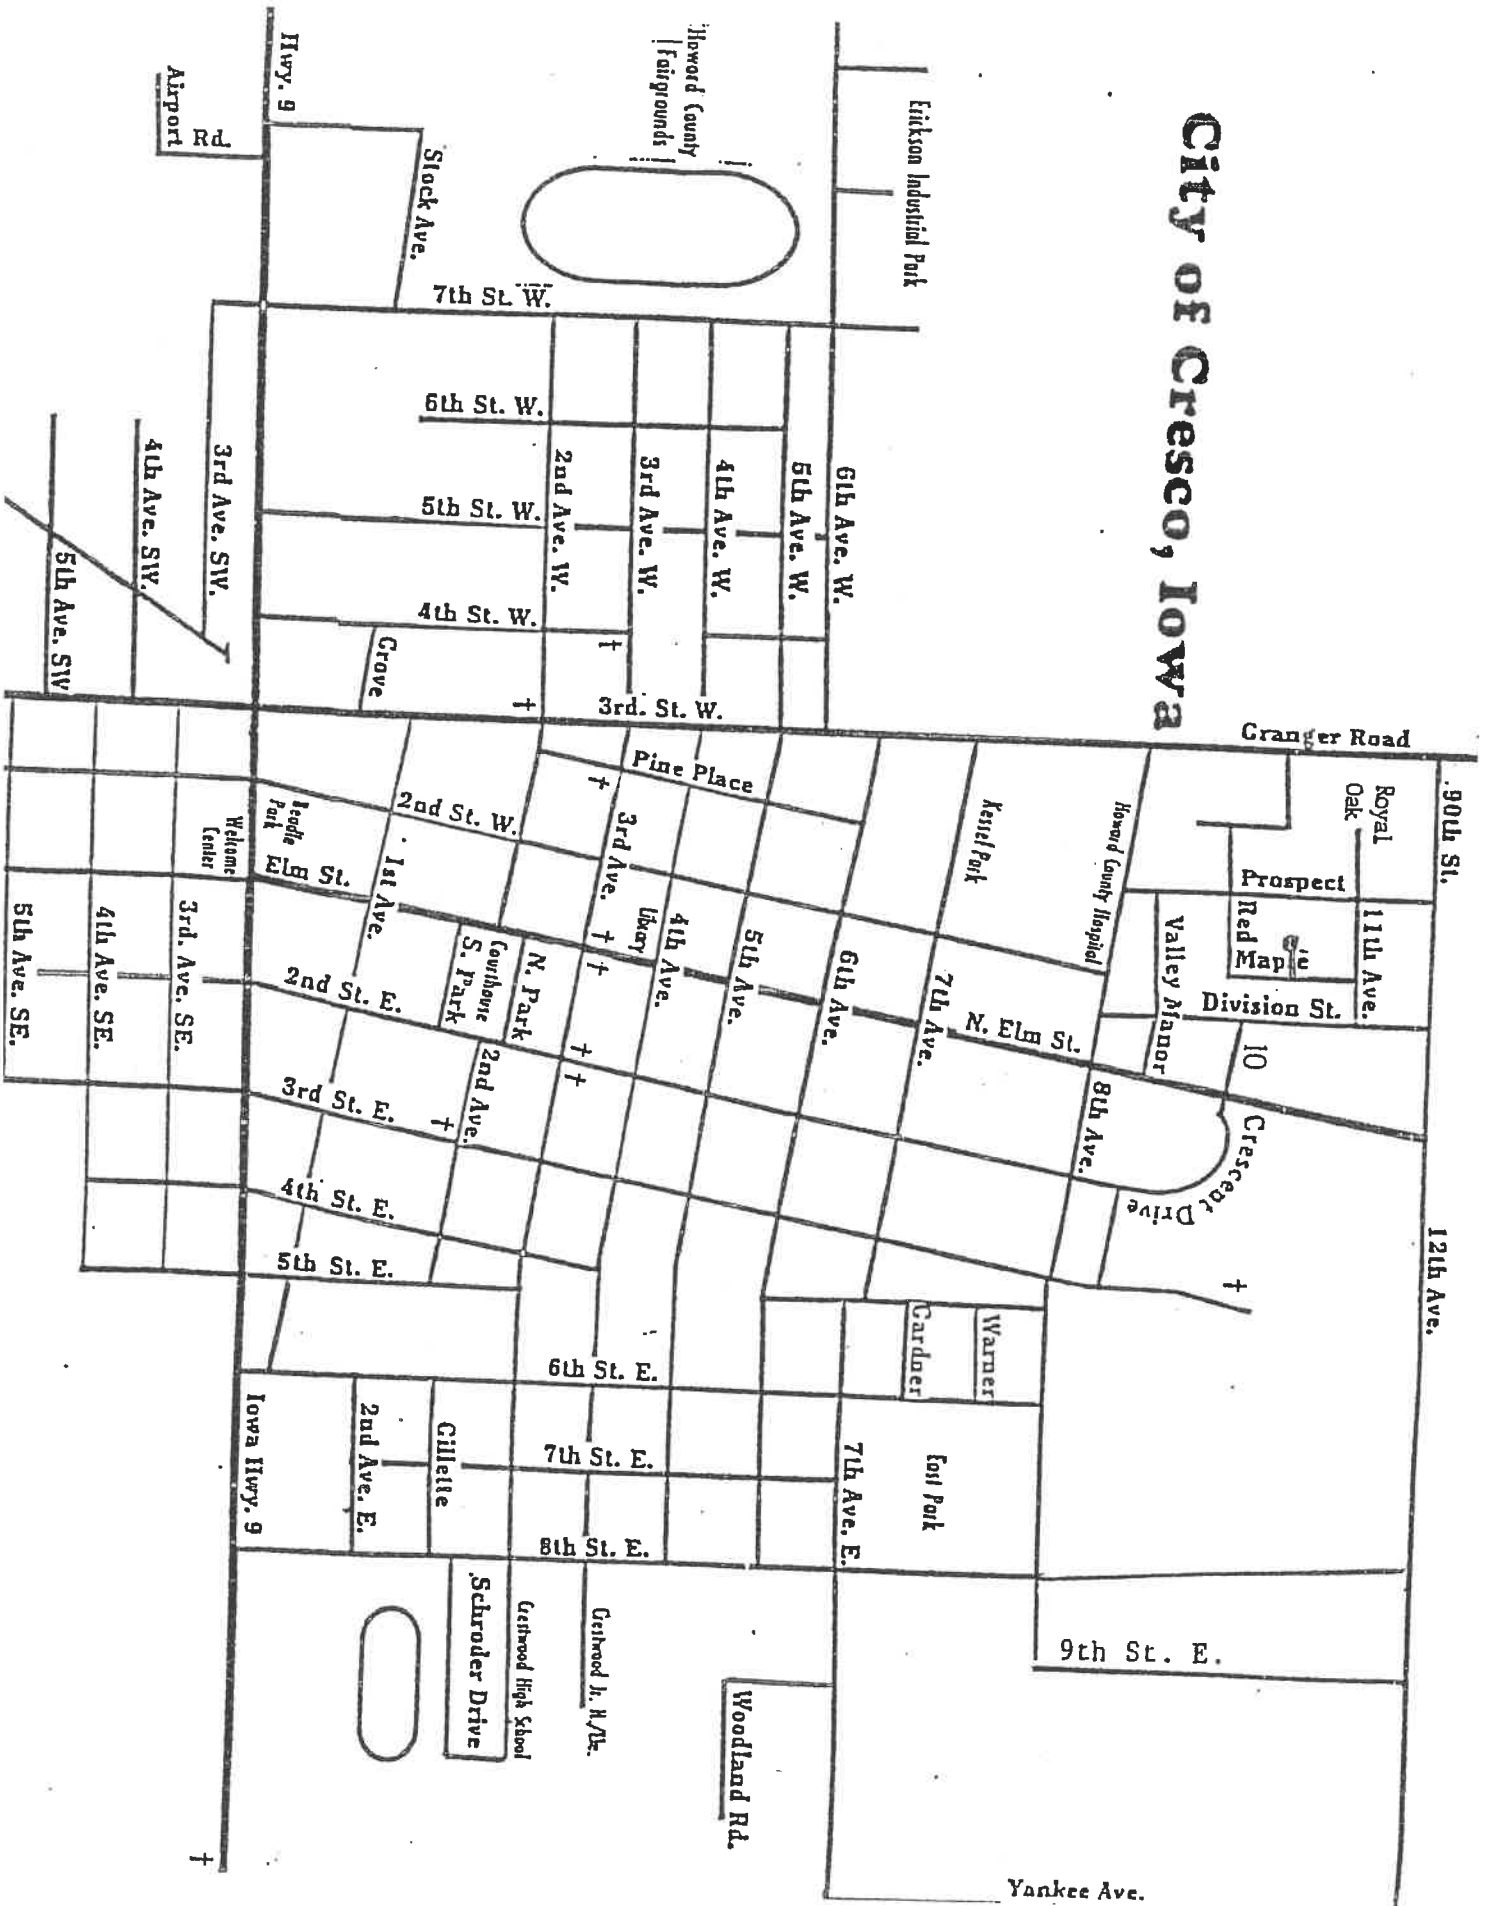 City of Cresco, Iowa
Hwy. 9
Airport
Rd.
Stock Ave.
Howard County
Fairgrounds
Erickson Industrial Park
7th St. W.
6th St. W.
5th St. W.
4th St. W.
2nd Ave. W.
3rd Ave. W.
4th Ave. W.
5th Ave. W.
6th Ave. W.
3rd Ave. SW.
4th Ave. SW.
5th Ave. SW
Grove
3rd. St. W.
Granger Road
90th St.
Royal
Oak
Pine Place
2nd St. W.
Beadle
Park
Welcome
Center
Elm St.
1st Ave.
3rd Ave.
Library
4th Ave.
5th Ave.
6th Ave.
7th Ave.
Kessel Park
Howard County Hospital
Prospect
Red
Maple
11th Ave.
Valley Manor
Division St.
10
N. Elm St.
8th Ave.
Crescent Drive
12th Ave.
3rd. Ave. SE.
4th Ave. SE.
5th Ave. SE.
2nd St. E.
S. Park
Courthouse
N. Park
2nd Ave.
3rd St. E.
4th St. E.
5th St. E.
6th St. E.
Gardner
Warner
Iowa Hwy. 9
2nd Ave. E.
Gillette
7th St. E.
7th Ave. E.
East Park
8th St. E.
Schroder Drive
Crestwood High School
Woodland Rd.
9th St. E.
Yankee Ave.